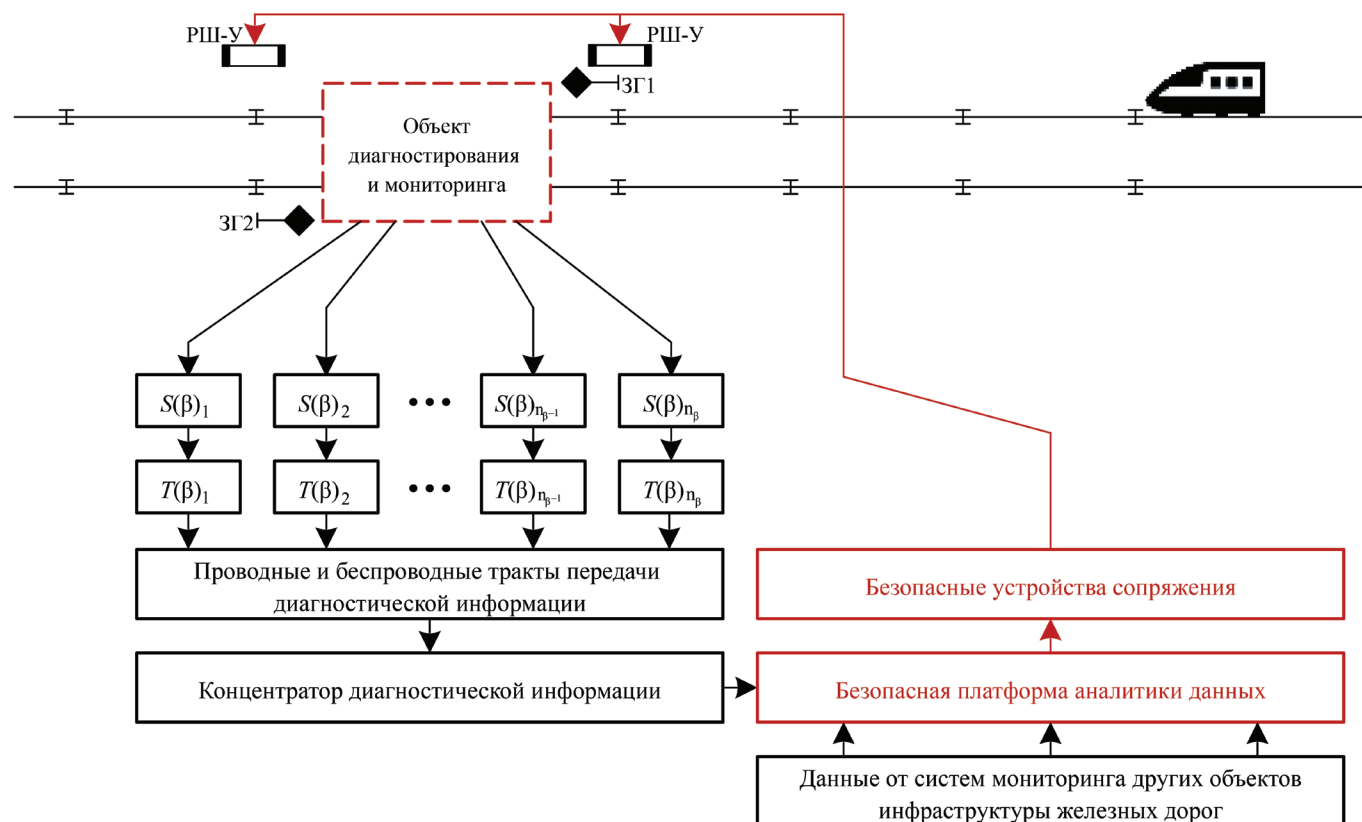 РШ-У
РШ-У
ЗГ1
Объект
диагностирования
и мониторинга
ЗГ2
S(β)1
S(β)2
S(β)nβ−1
S(β)nβ
T(β)1
T(β)2
T(β)nβ−1
T(β)nβ
Проводные и беспроводные тракты передачи
диагностической информации
Безопасные устройства сопряжения
Концентратор диагностической информации
Безопасная платформа аналитики данных
Данные от систем мониторинга других объектов
инфраструктуры железных дорог